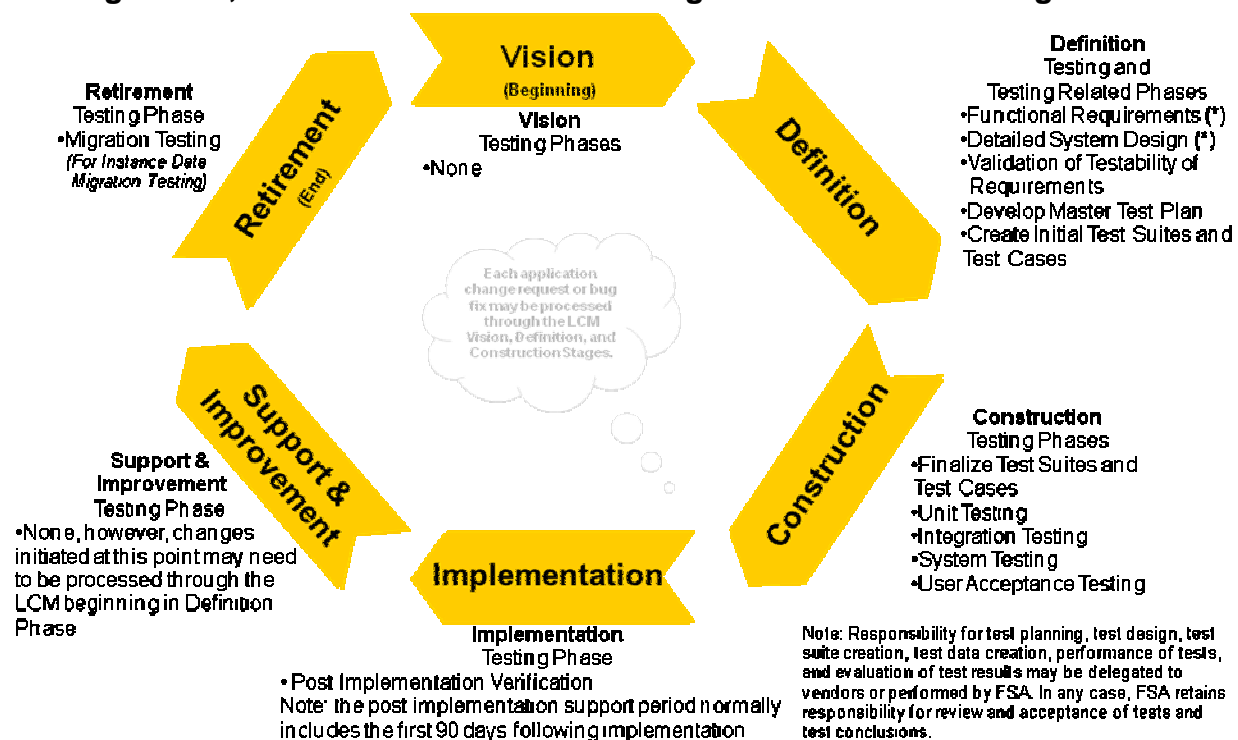 Vision
(Beginning)
Vision
Testing Phases
•None
Definition
Definition
Testing and
Testing Related Phases
•Functional Requirements (*)
•Detailed System Design (*)
•Validation of Testability of
Requirements
•Develop Master Test Plan
•Create Initial Test Suites and
Test Cases
Construction
Construction
Testing Phases
•Finalize Test Suites and
Test Cases
•Unit Testing
•Integration Testing
•System Testing
•User Acceptance Testing
Note: Responsibility for test planning, test design, test
suite creation, test data creation, performance of tests,
and evaluation of test results may be delegated to
vendors or performed by FSA. In any case, FSA retains
responsibility for review and acceptance of tests and
test conclusions.
Implementation
Implementation
Testing Phase
• Post Implementation Verification
Note: the post implementation support period normally
includes the first 90 days following implementation
Support &
Improvement
Support &
Improvement
Testing Phase
•None, however, changes
initiated at this point may need
to be processed through the
LCM beginning in Definition
Phase
Retirement
(End)
Retirement
Testing Phase
•Migration Testing
(For Instance Data
Migration Testing)
Each application
change request or bug
fix may be processed
through the LCM
Vision, Definition, and
Construction Stages.